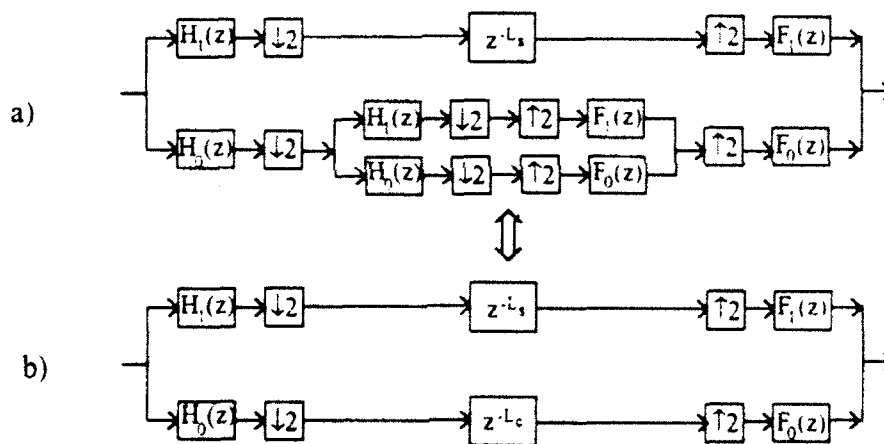 H₁(z) ↓2 z⁻ᴸˢ ↑2 F₁(z)
a)
H₁(z) ↓2 ↑2 F₁(z)
H₀(z) ↓2 ↑2 F₀(z)
H₀(z) ↓2 ↑2 F₀(z)
H₁(z) ↓2 z⁻ᴸˢ ↑2 F₁(z)
b)
H₀(z) ↓2 z⁻ᴸᶜ ↑2 F₀(z)